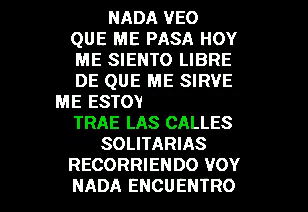 NADA VEO
QUE ME PASA HOY
ME SIENTO LIBRE
DE QUE ME SIRVE
ME ESTOY
TRAE LAS CALLES
SOLITARIAS
RECORRIENDO VOY
NADA ENCUENTRO